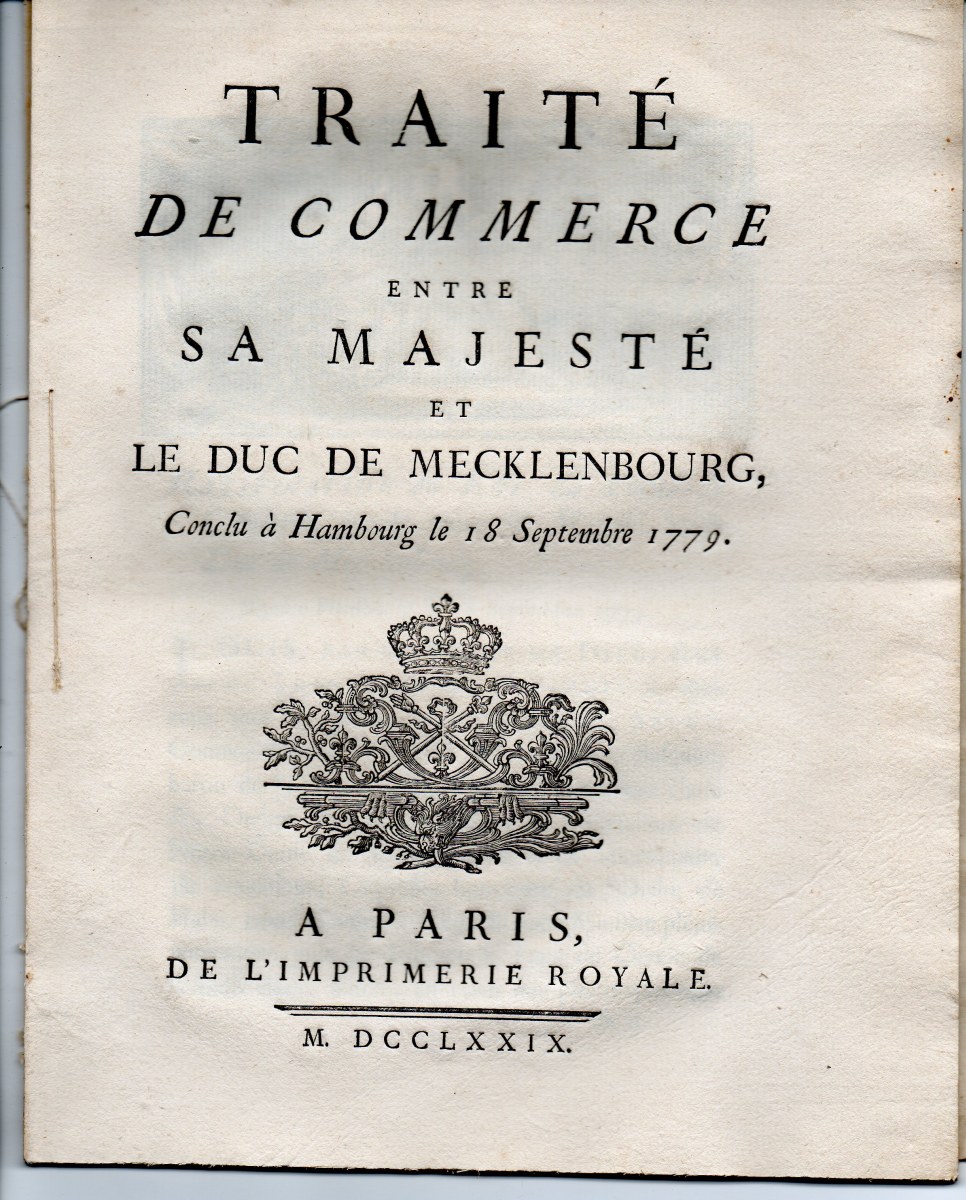 TRAITÉ
DE COMMERCE
ENTRE
SA MAJESTÉ
ET
LE DUC DE MECKLENBOURG,
Conclu à Hambourg le 18 Septembre 1779.
A PARIS,
DE L'IMPRIMERIE ROYALE.
M. DCCLXXIX.